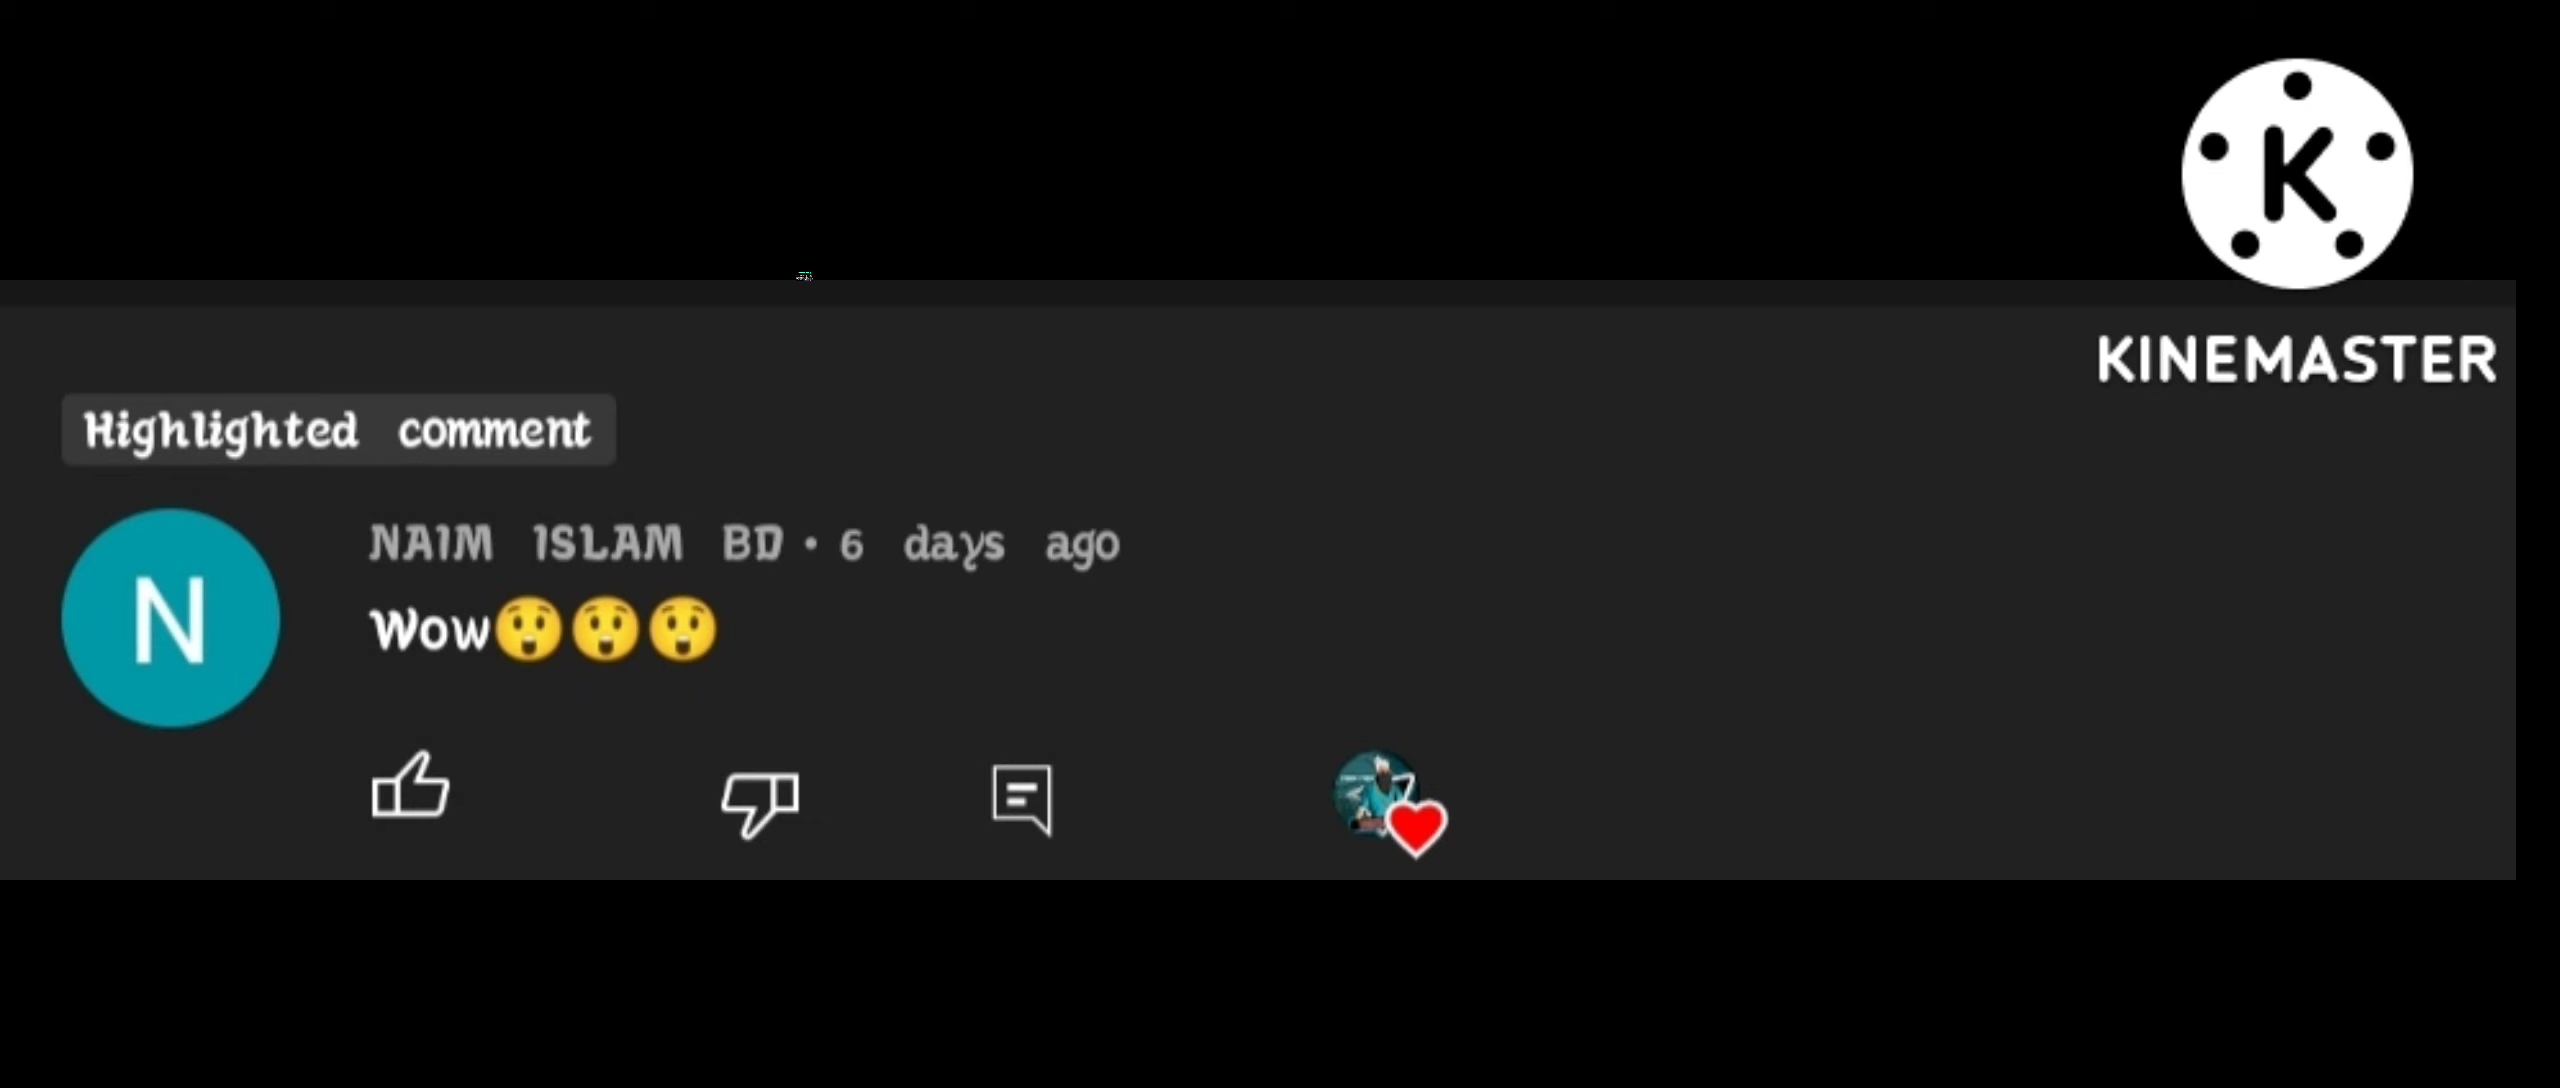 K
KINEMASTER
Highlighted comment
N
NAIM ISLAM BD • 6 days ago
Wow😲😲😲